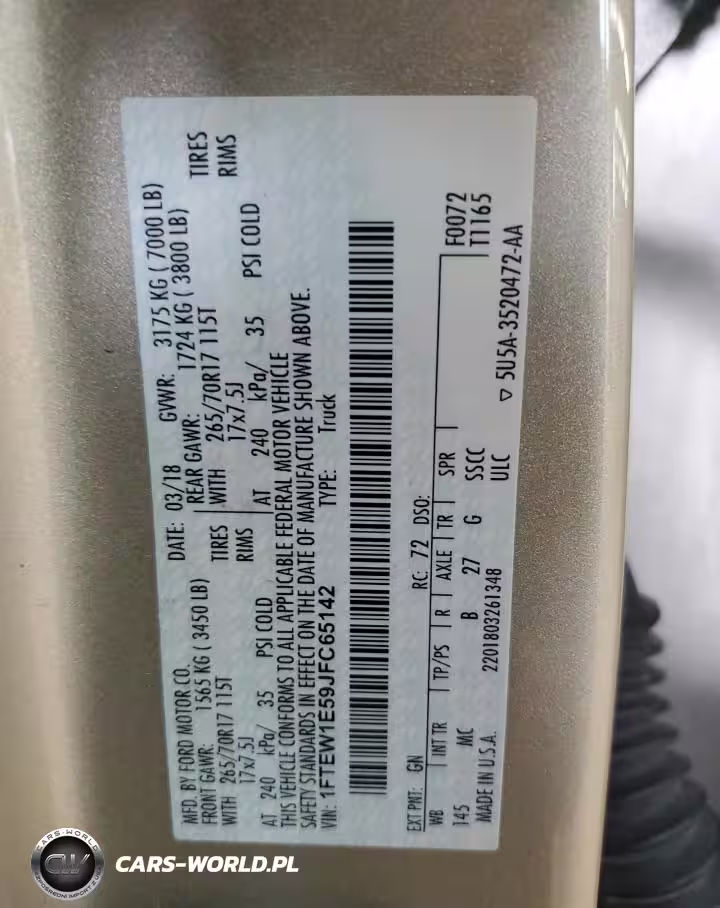 MFD. BY FORD MOTOR CO.
DATE: 03/18 GVWR: 3175 KG ( 7000 LB)
FRONT GAWR: 1565 KG ( 3450 LB) REAR GAWR: 1724 KG ( 3800 LB)
WITH 265/70R17 115T TIRES WITH 265/70R17 115T TIRES
17x7.5J RIMS 17x7.5J RIMS
AT 240 kPa/ 35 PSI COLD AT 240 kPa/ 35 PSI COLD
THIS VEHICLE CONFORMS TO ALL APPLICABLE FEDERAL MOTOR VEHICLE
SAFETY STANDARDS IN EFFECT ON THE DATE OF MANUFACTURE SHOWN ABOVE.
VIN: 1FTEW1E59JFC65142 TYPE: Truck
EXT PNT: GN RC: 72 DSO: F0072
WB INT TR TP/PS R AXLE TR SPR T1165
145 MC B 27 G SSCC
MADE IN U.S.A. 2201803261348 ULC ▽ 5U5A-3520472-AA
CARS-WORLD
CW
CARS-WORLD.PL